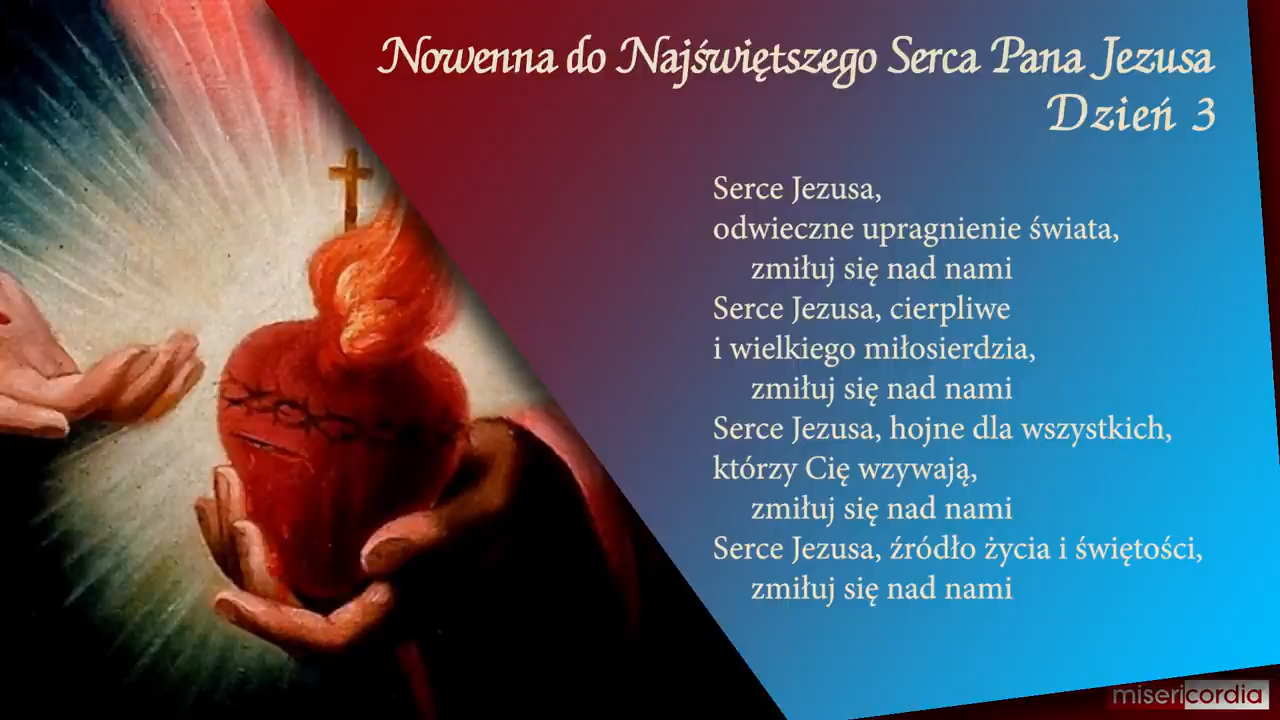 Nowenna do Najświętszego Serca Pana Jezusa
Dzień 3
Serce Jezusa,
odwieczne upragnienie świata,
zmiłuj się nad nami
Serce Jezusa, cierpliwe
i wielkiego miłosierdzia,
zmiłuj się nad nami
Serce Jezusa, hojne dla wszystkich,
którzy Cię wzywają,
zmiłuj się nad nami
Serce Jezusa, źródło życia i świętości,
zmiłuj się nad nami
misericordia